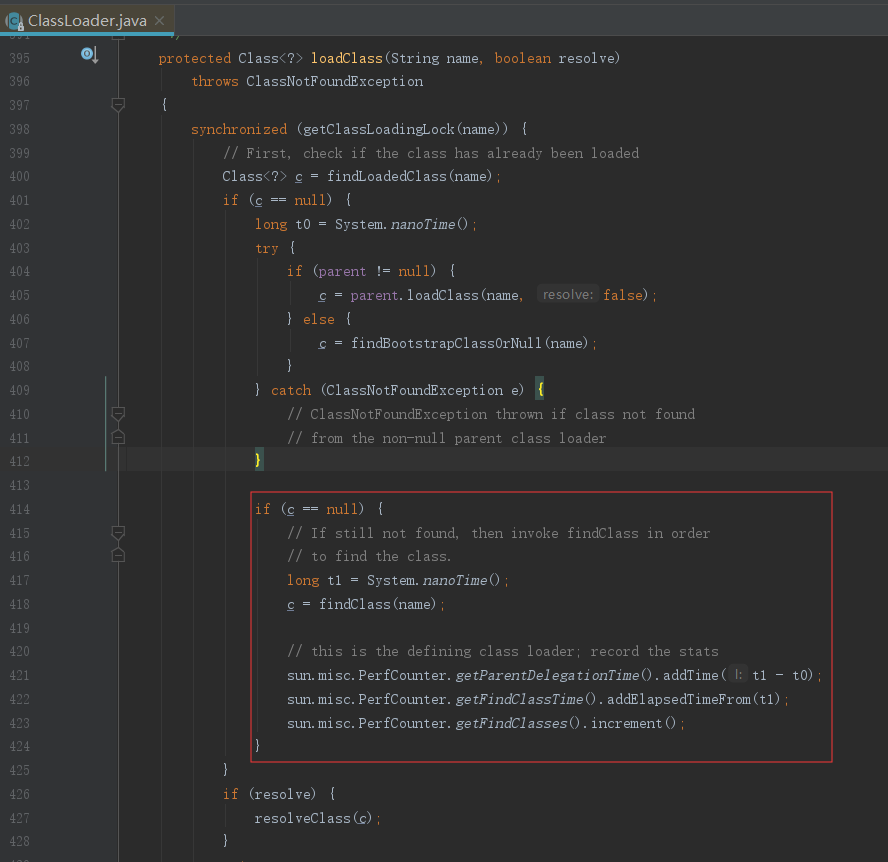 ClassLoader.java
395 protected Class<?> loadClass(String name, boolean resolve)
396 throws ClassNotFoundException
397 {
398 synchronized (getClassLoadingLock(name)) {
399 // First, check if the class has already been loaded
400 Class<?> c = findLoadedClass(name);
401 if (c == null) {
402 long t0 = System.nanoTime();
403 try {
404 if (parent != null) {
405 c = parent.loadClass(name, resolve: false);
406 } else {
407 c = findBootstrapClassOrNull(name);
408 }
409 } catch (ClassNotFoundException e) {
410 // ClassNotFoundException thrown if class not found
411 // from the non-null parent class loader
412 }
413
414 if (c == null) {
415 // If still not found, then invoke findClass in order
416 // to find the class.
417 long t1 = System.nanoTime();
418 c = findClass(name);
419
420 // this is the defining class loader; record the stats
421 sun.misc.PerfCounter.getParentDelegationTime().addTime( l: t1 - t0);
422 sun.misc.PerfCounter.getFindClassTime().addElapsedTimeFrom(t1);
423 sun.misc.PerfCounter.getFindClasses().increment();
424 }
425 }
426 if (resolve) {
427 resolveClass(c);
428 }